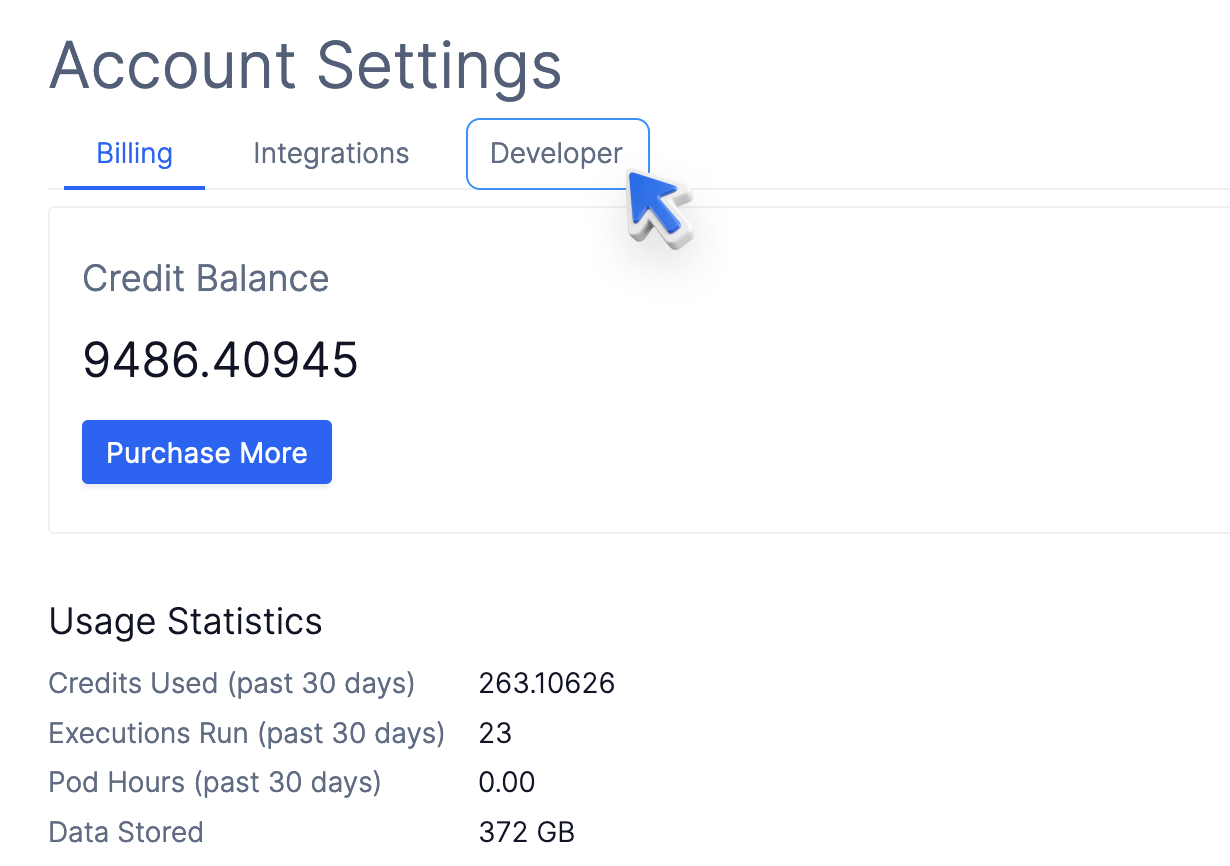 Account Settings
Billing Integrations Developer
Credit Balance
9486.40945
Purchase More
Usage Statistics
Credits Used (past 30 days) 263.10626
Executions Run (past 30 days) 23
Pod Hours (past 30 days) 0.00
Data Stored 372 GB